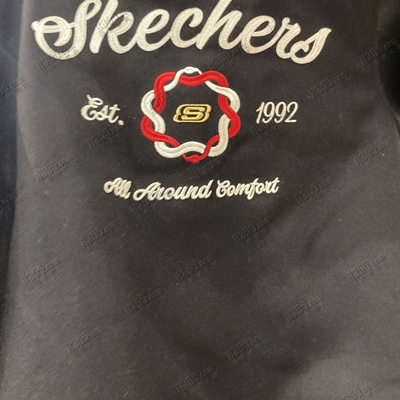 Skechers
Est. S 1992
All Around Comfort